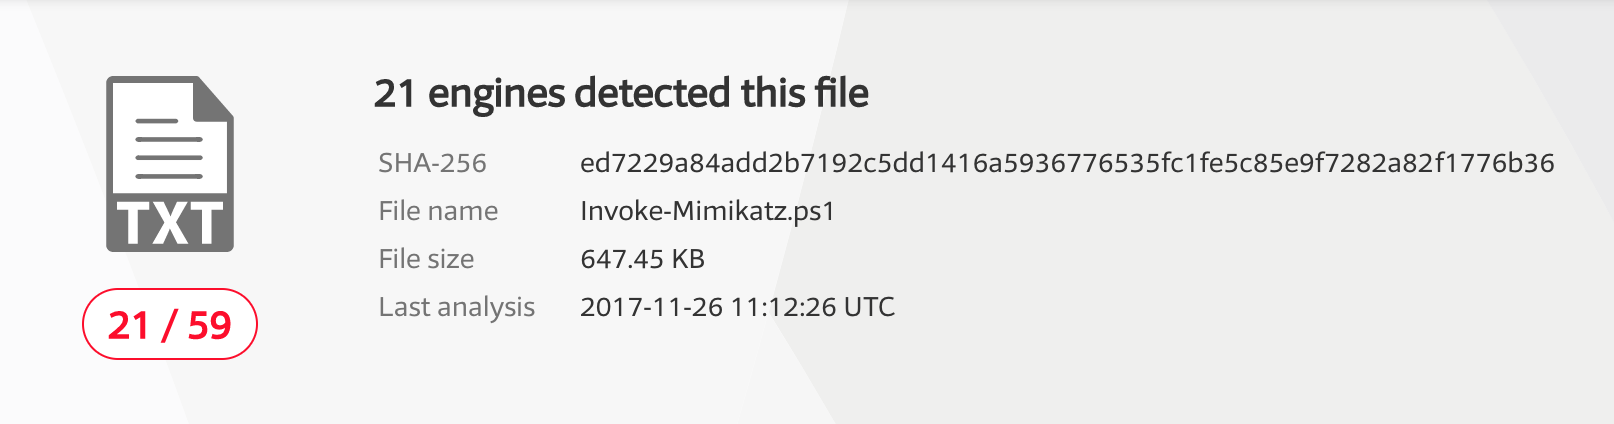 21 engines detected this file
SHA-256 ed7229a84add2b7192c5dd1416a5936776535fc1fe5c85e9f7282a82f1776b36
File name Invoke-Mimikatz.ps1
File size 647.45 KB
Last analysis 2017-11-26 11:12:26 UTC
TXT
21 / 59